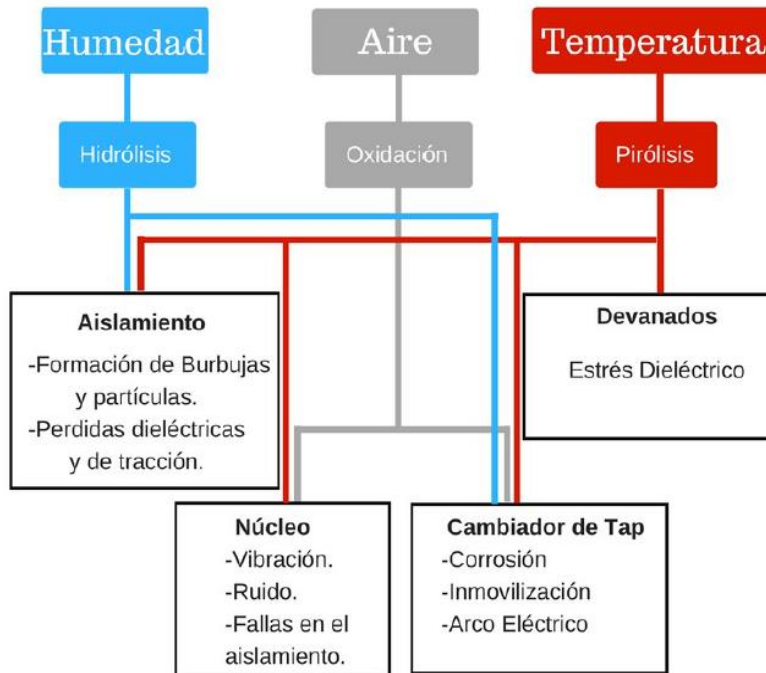 Humedad
Aire
Temperatura
Hidrólisis
Oxidación
Pirólisis
Aislamiento
-Formación de Burbujas
y partículas.
-Perdidas dieléctricas
y de tracción.
Devanados
Estrés Dieléctrico
Núcleo
-Vibración.
-Ruido.
-Fallas en el
aislamiento.
Cambiador de Tap
-Corrosión
-Inmovilización
-Arco Eléctrico